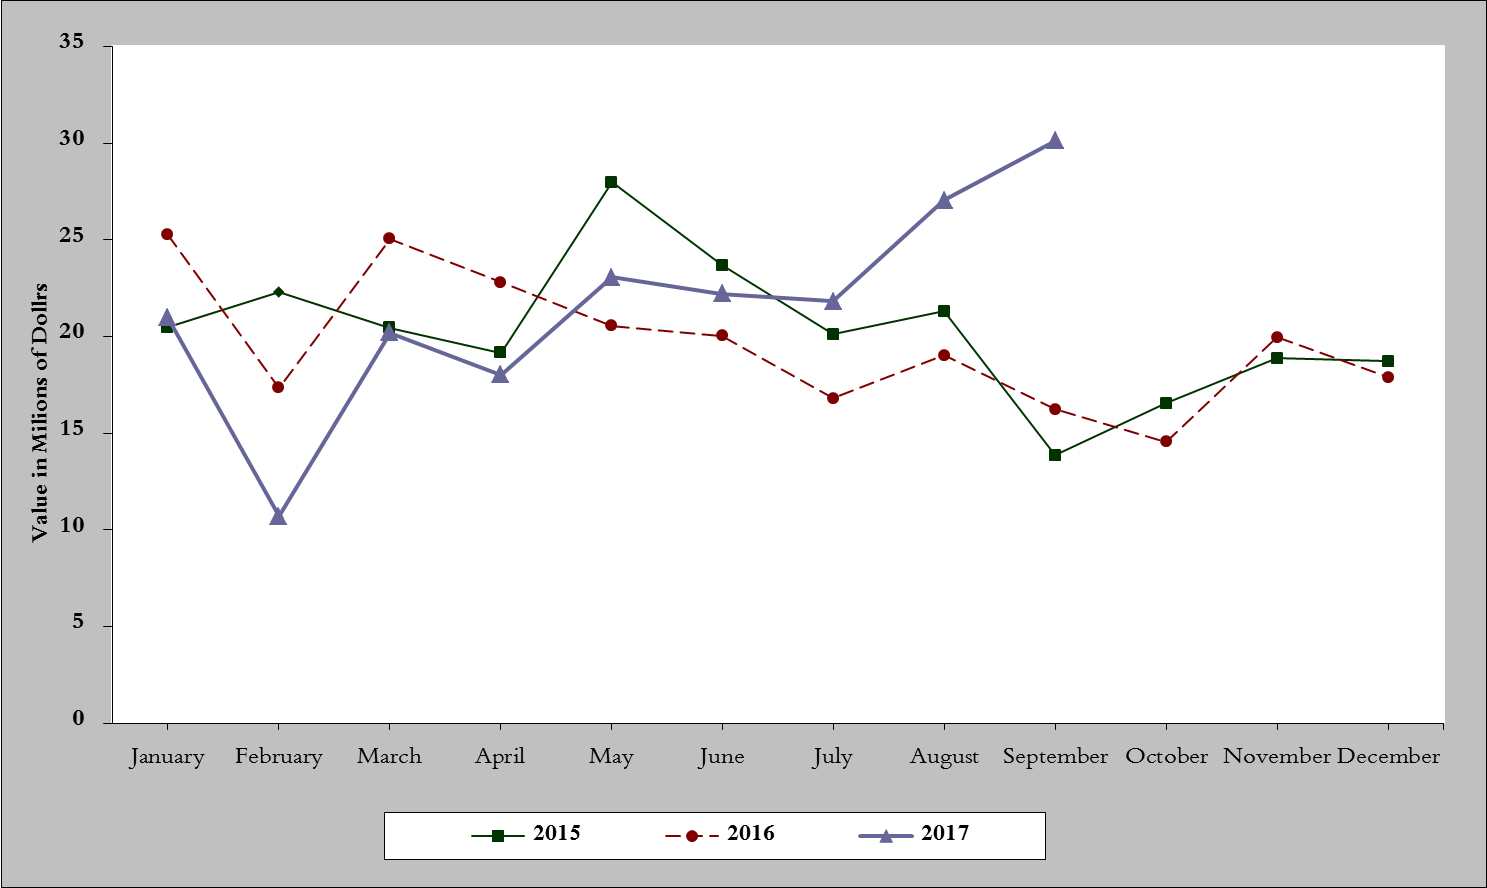 35
30
25
20
15
10
5
0
Value in Milions of Dollrs
January February March April May June July August September October November December
2015 2016 2017